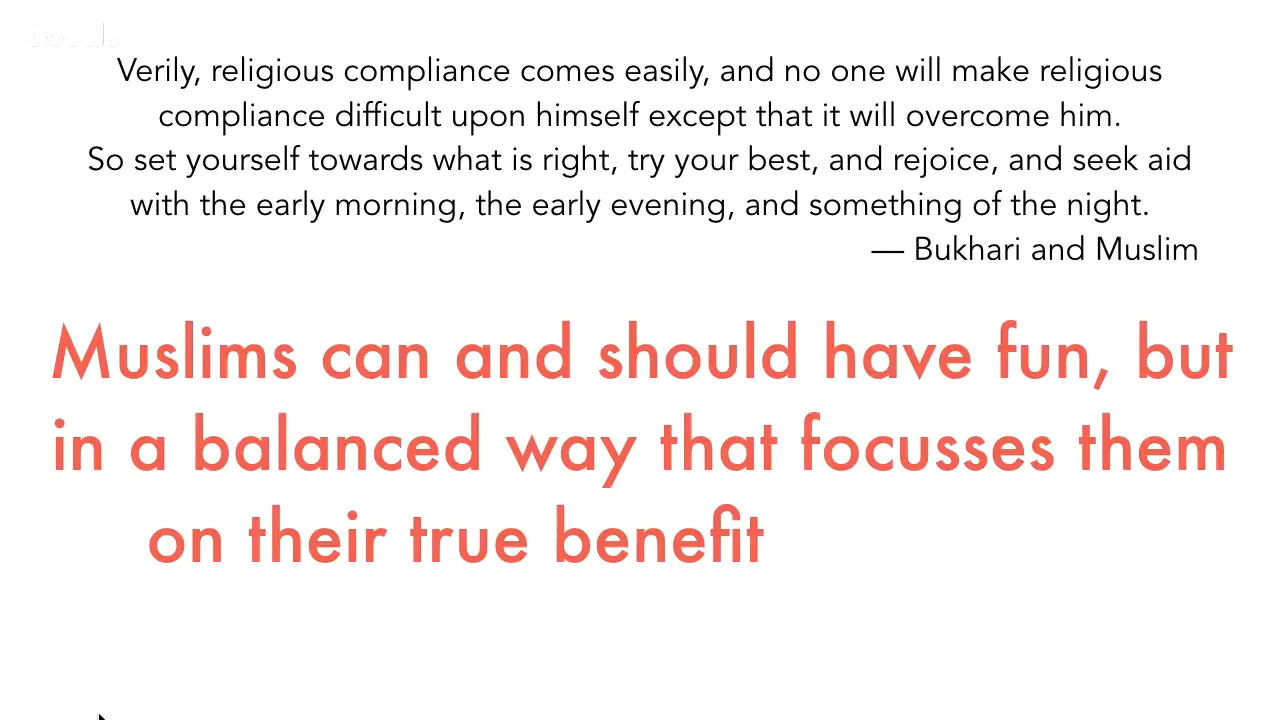 Google
Verily, religious compliance comes easily, and no one will make religious
compliance difficult upon himself except that it will overcome him.
So set yourself towards what is right, try your best, and rejoice, and seek aid
with the early morning, the early evening, and something of the night.
— Bukhari and Muslim
Muslims can and should have fun, but
in a balanced way that focusses them
on their true benefit